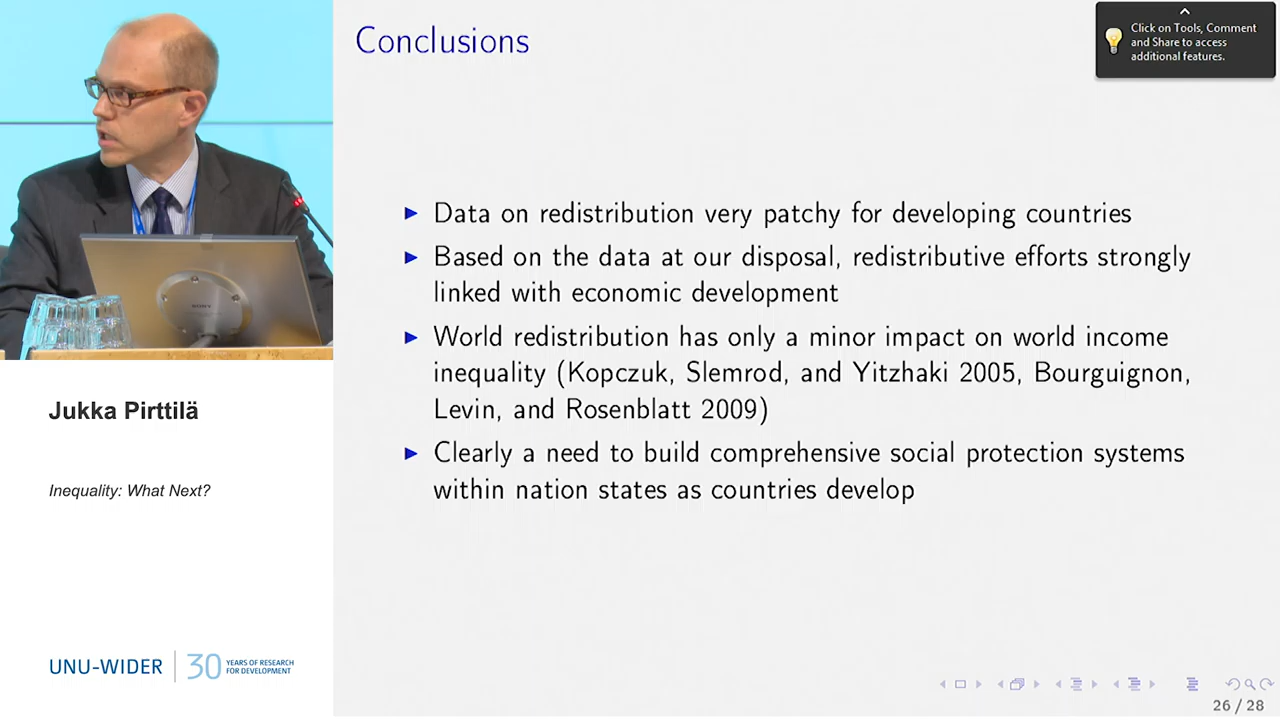 Conclusions
Click on Tools, Comment
and Share to access
additional features.
Data on redistribution very patchy for developing countries
Based on the data at our disposal, redistributive efforts strongly
linked with economic development
World redistribution has only a minor impact on world income
inequality (Kopczuk, Slemrod, and Yitzhaki 2005, Bourguignon,
Levin, and Rosenblatt 2009)
Clearly a need to build comprehensive social protection systems
within nation states as countries develop
SONY
Jukka Pirttilä
Inequality: What Next?
UNU-WIDER
30 YEARS OF RESEARCH
FOR DEVELOPMENT
26 / 28